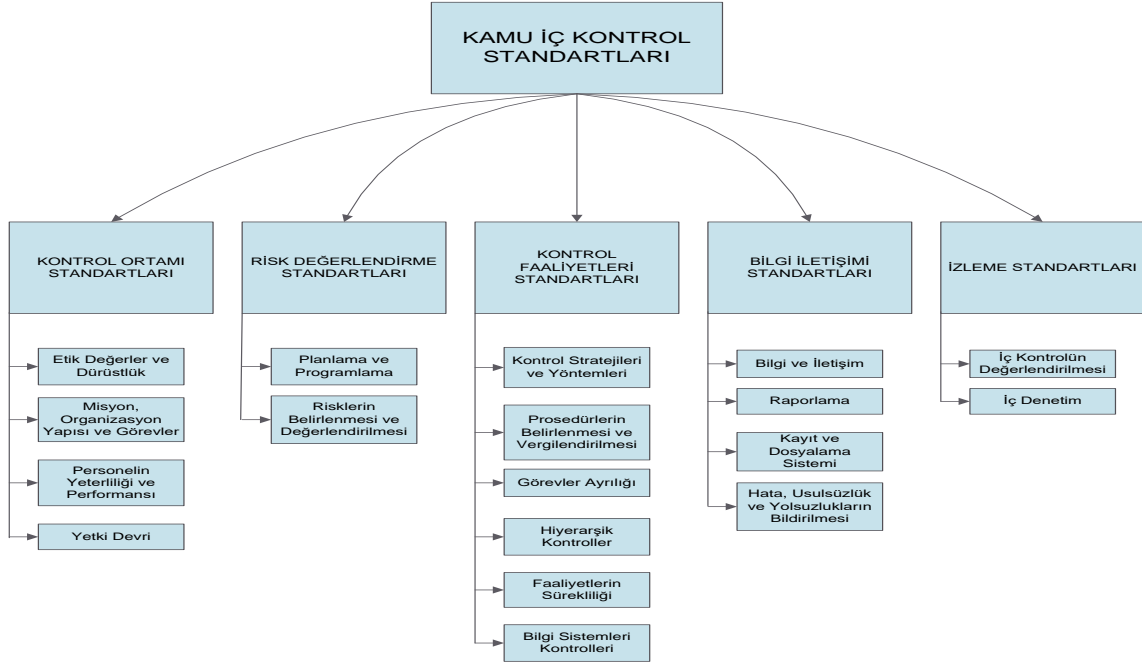 KAMU İÇ KONTROL
STANDARTLARI
KONTROL ORTAMI
STANDARTLARI
Etik Değerler ve
Dürüstlük
Misyon,
Organizasyon
Yapısı ve Görevler
Personelin
Yeterliliği ve
Performansı
Yetki Devri
RİSK DEĞERLENDİRME
STANDARTLARI
Planlama ve
Programlama
Risklerin
Belirlenmesi ve
Değerlendirilmesi
KONTROL
FAALİYETLERİ
STANDARTLARI
Kontrol Stratejileri
ve Yöntemleri
Prosedürlerin
Belirlenmesi ve
Vergilendirilmesi
Görevler Ayrılığı
Hiyerarşik
Kontroller
Faaliyetlerin
Sürekliliği
Bilgi Sistemleri
Kontrolleri
BİLGİ İLETİŞİMİ
STANDARTLARI
Bilgi ve İletişim
Raporlama
Kayıt ve
Dosyalama
Sistemi
Hata, Usulsüzlük
ve Yolsuzlukların
Bildirilmesi
İZLEME STANDARTLARI
İç Kontrolün
Değerlendirilmesi
İç Denetim